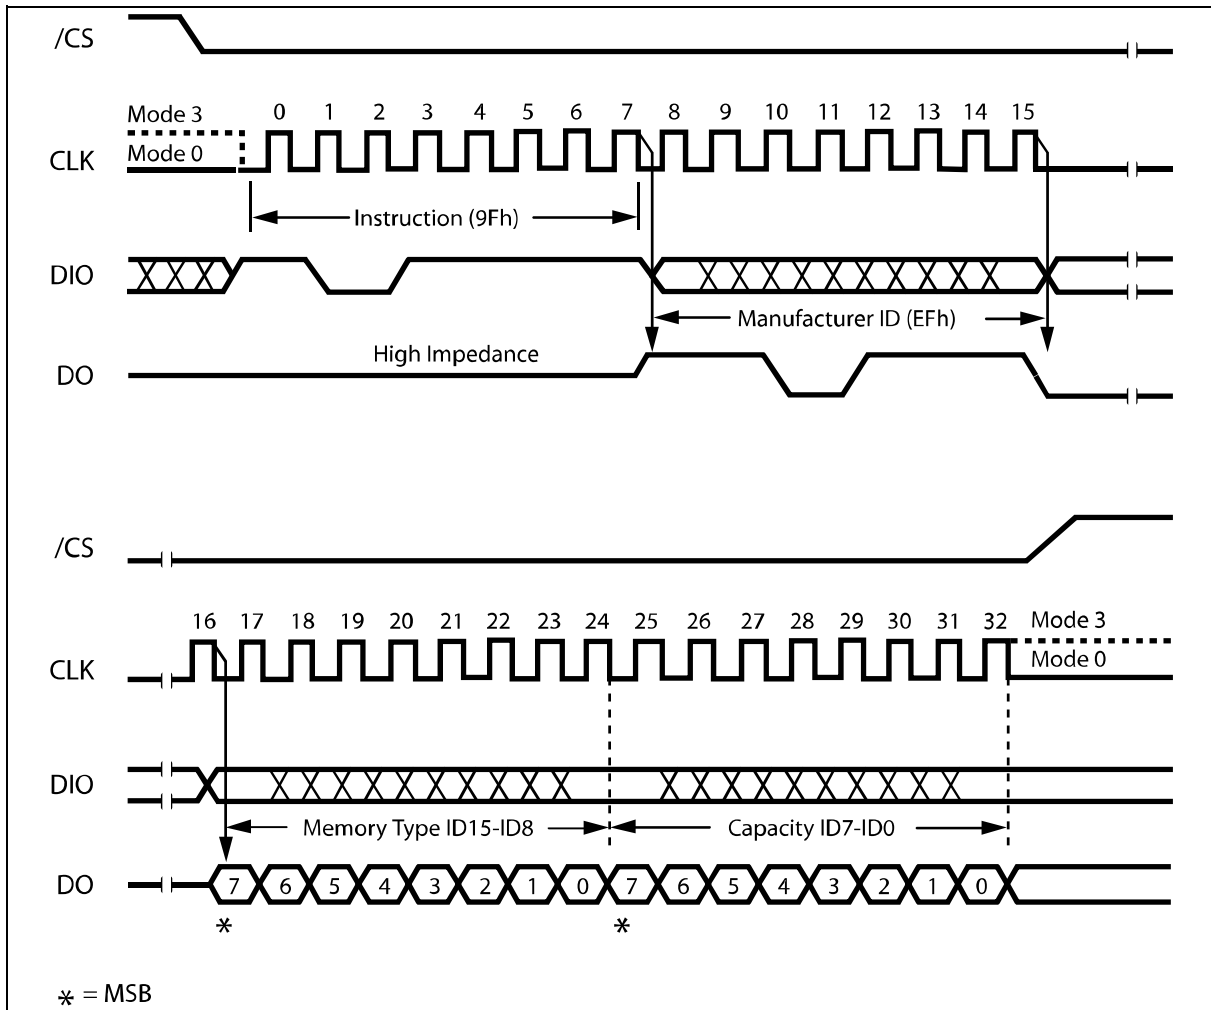 /CS
Mode 3
0 1 2 3 4 5 6 7 8 9 10 11 12 13 14 15
Mode 0
CLK
Instruction (9Fh)
DIO
Manufacturer ID (EFh)
High Impedance
DO
/CS
16 17 18 19 20 21 22 23 24 25 26 27 28 29 30 31 32
Mode 3
CLK
Mode 0
DIO
Memory Type ID15-ID8
Capacity ID7-ID0
DO
7 6 5 4 3 2 1 0 7 6 5 4 3 2 1 0
* *
* = MSB